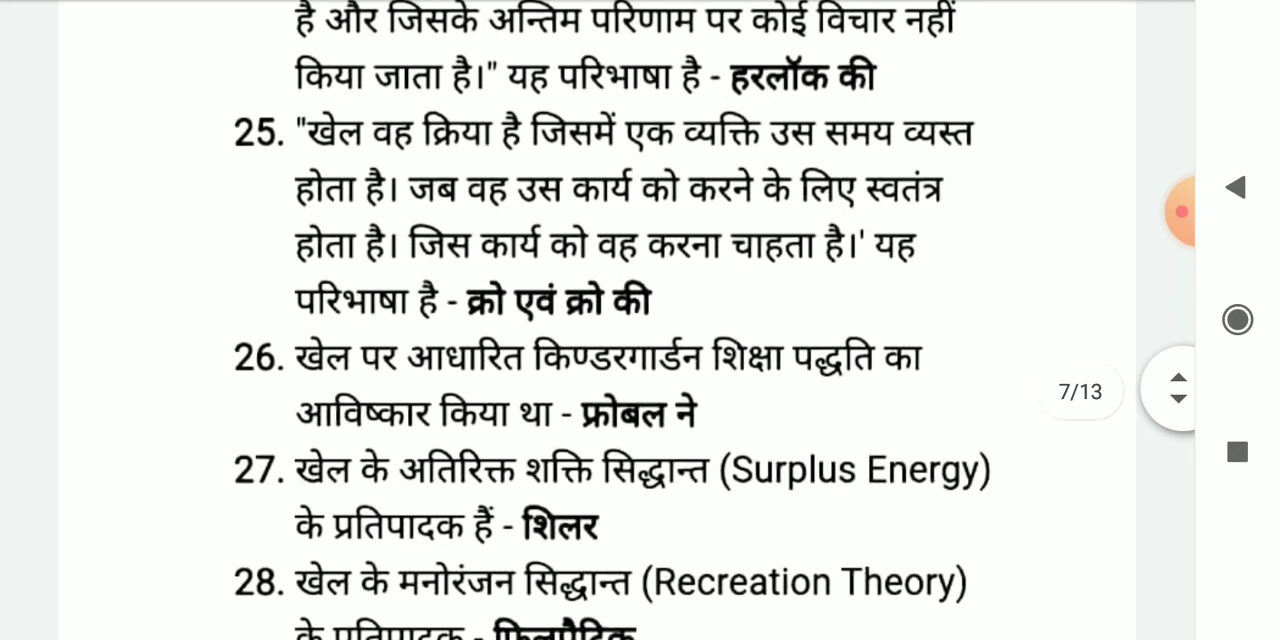 है और जिसके अन्तिम परिणाम पर कोई विचार नहीं
किया जाता है।" यह परिभाषा है - हरलॉक की
25. "खेल वह क्रिया है जिसमें एक व्यक्ति उस समय व्यस्त
होता है। जब वह उस कार्य को करने के लिए स्वतंत्र
होता है। जिस कार्य को वह करना चाहता है।' यह
परिभाषा है - क्रो एवं क्रो की
26. खेल पर आधारित किण्डरगार्डन शिक्षा पद्धति का
आविष्कार किया था - फ्रोबल ने
7/13
27. खेल के अतिरिक्त शक्ति सिद्धान्त (Surplus Energy)
के प्रतिपादक हैं - शिलर
28. खेल के मनोरंजन सिद्धान्त (Recreation Theory)
के प्रतिपादक -